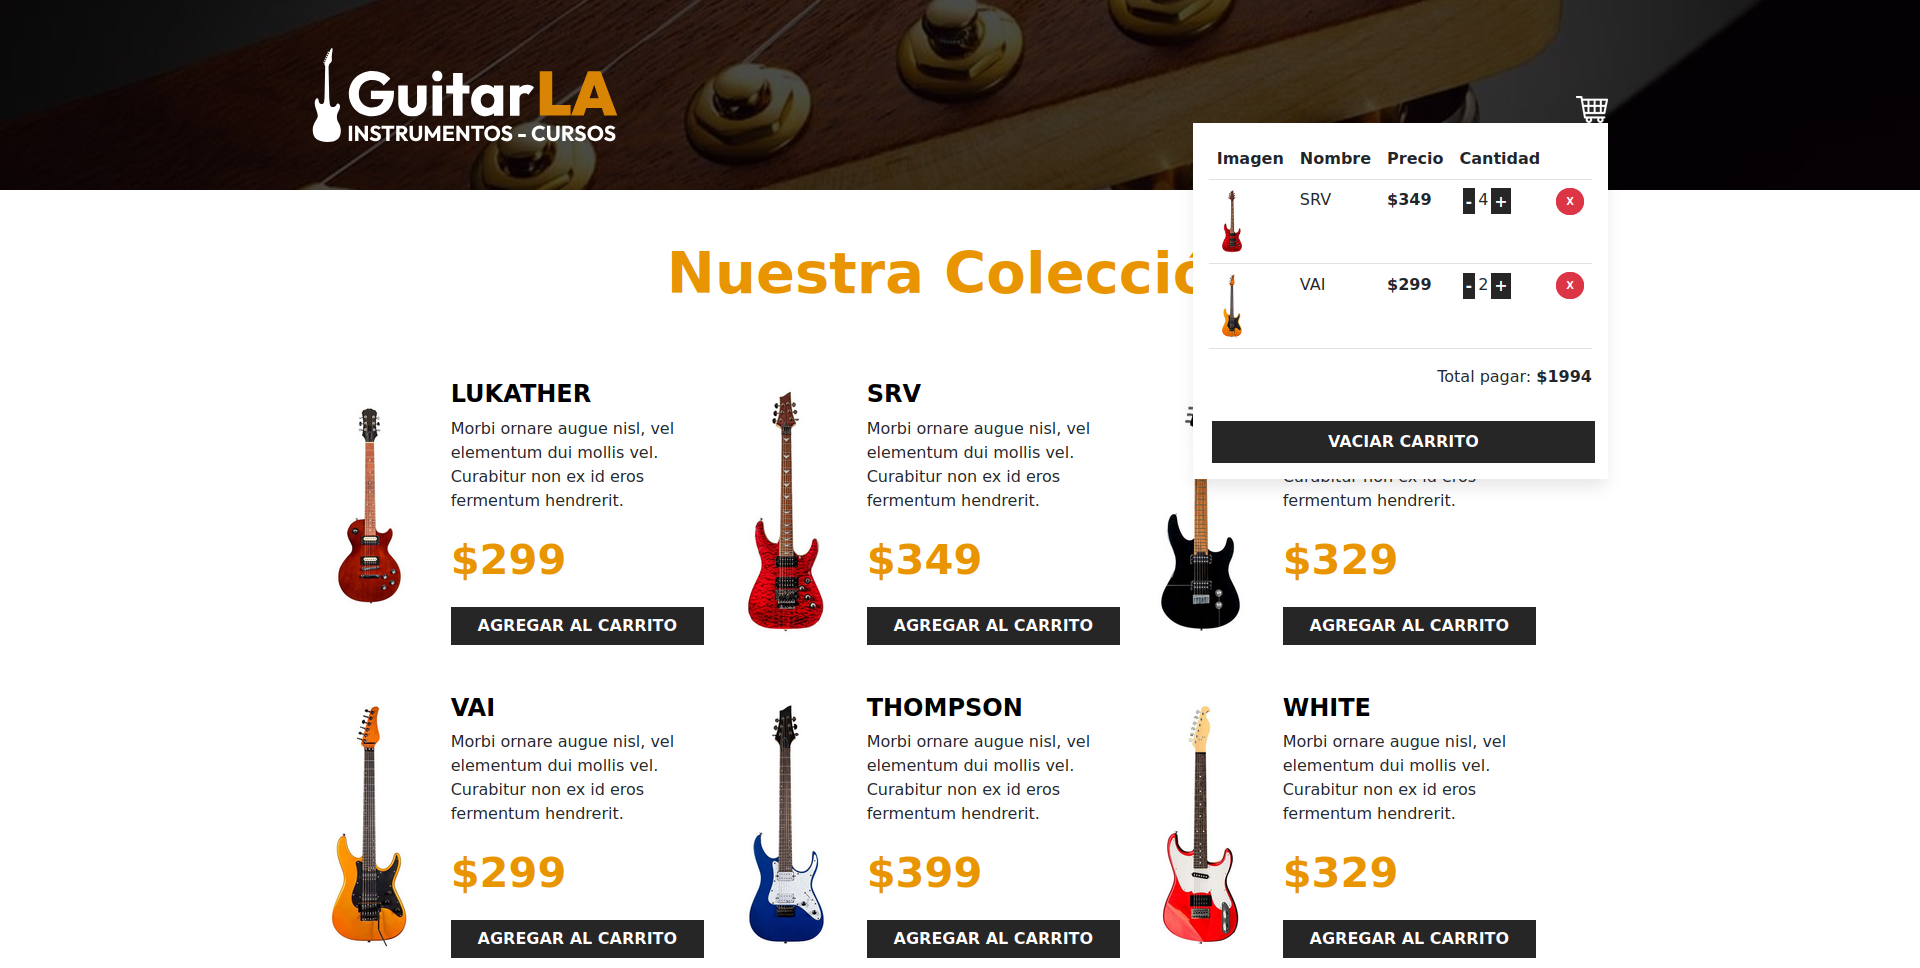 GuitarLA
INSTRUMENTOS - CURSOS
Imagen Nombre Precio Cantidad
SRV $349 - 4 + X
VAI $299 - 2 + X
Total pagar: $1994
VACIAR CARRITO
Nuestra Colecció
LUKATHER
Morbi ornare augue nisl, vel
elementum dui mollis vel.
Curabitur non ex id eros
fermentum hendrerit.
$299
AGREGAR AL CARRITO
SRV
Morbi ornare augue nisl, vel
elementum dui mollis vel.
Curabitur non ex id eros
fermentum hendrerit.
$349
AGREGAR AL CARRITO
Curabitur non ex id eros
fermentum hendrerit.
$329
AGREGAR AL CARRITO
VAI
Morbi ornare augue nisl, vel
elementum dui mollis vel.
Curabitur non ex id eros
fermentum hendrerit.
$299
AGREGAR AL CARRITO
THOMPSON
Morbi ornare augue nisl, vel
elementum dui mollis vel.
Curabitur non ex id eros
fermentum hendrerit.
$399
AGREGAR AL CARRITO
WHITE
Morbi ornare augue nisl, vel
elementum dui mollis vel.
Curabitur non ex id eros
fermentum hendrerit.
$329
AGREGAR AL CARRITO